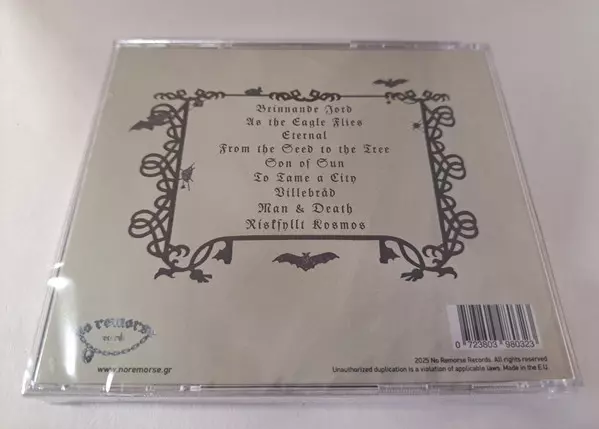 Brinnande Jord
As the Eagle Flies
Eternal
From the Seed to the Tree
Son of Sun
To Tame a City
Villebråd
Man & Death
Riskfyllt Kosmos
no remorse
records
www.noremorse.gr
0 723803 980323
2025 No Remorse Records. All rights reserved
Unauthorized duplication is a violation of applicable laws. Made in the E.U.